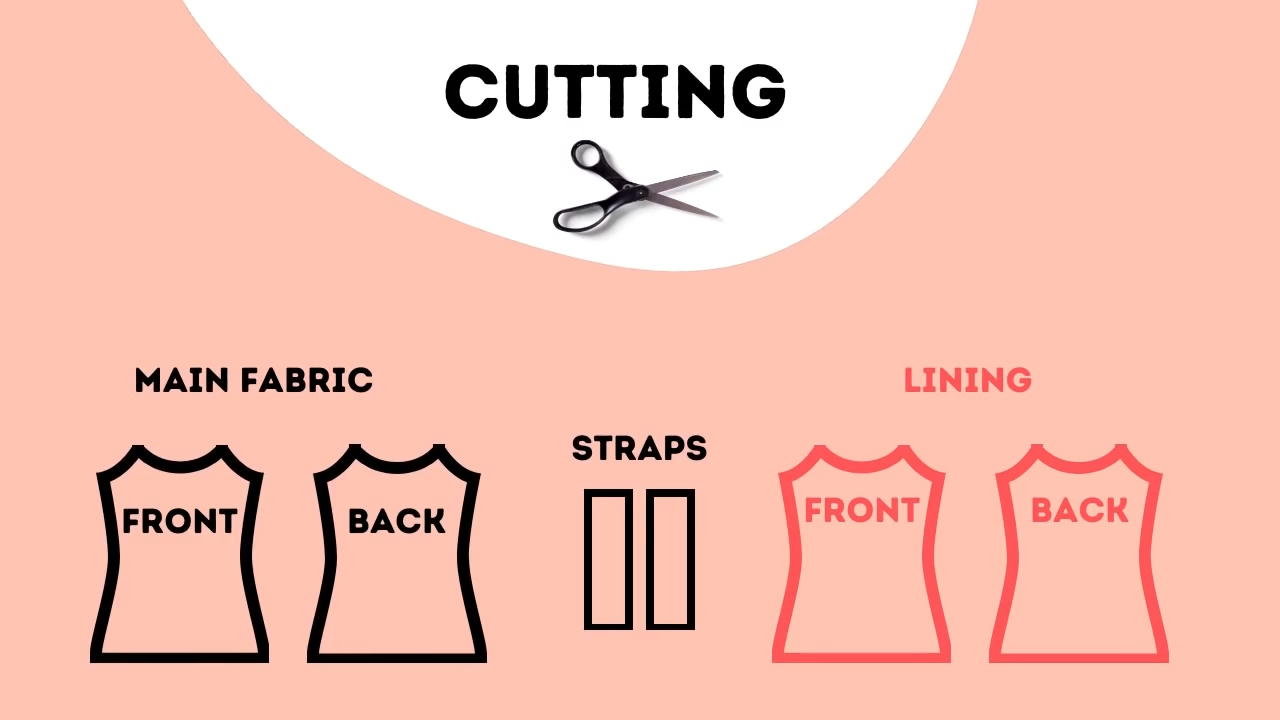 CUTTING
MAIN FABRIC
LINING
STRAPS
FRONT
BACK
FRONT
BACK